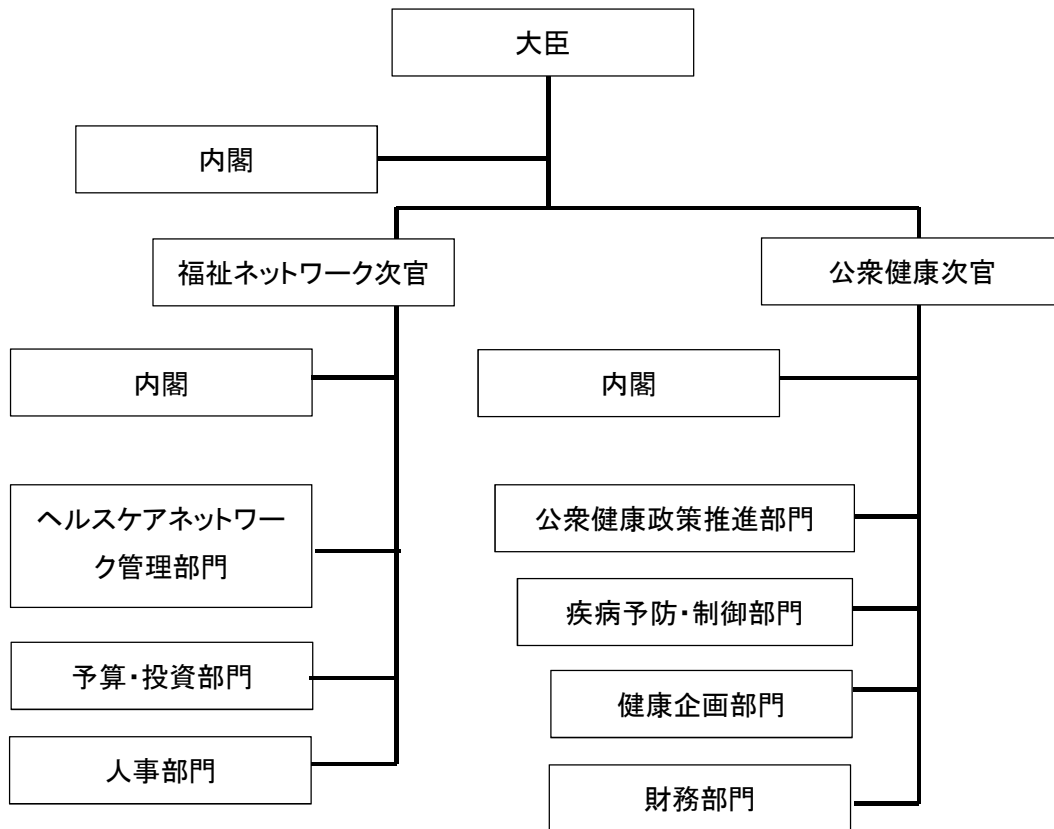 大臣
内閣
福祉ネットワーク次官
公衆健康次官
内閣
内閣
ヘルスケアネットワー
ク管理部門
公衆健康政策推進部門
疾病予防・制御部門
予算・投資部門
健康企画部門
人事部門
財務部門